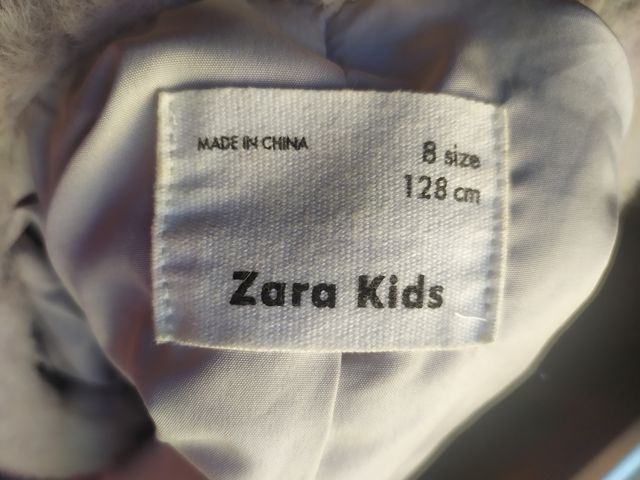 MADE IN CHINA
8 size
128 cm
Zara Kids